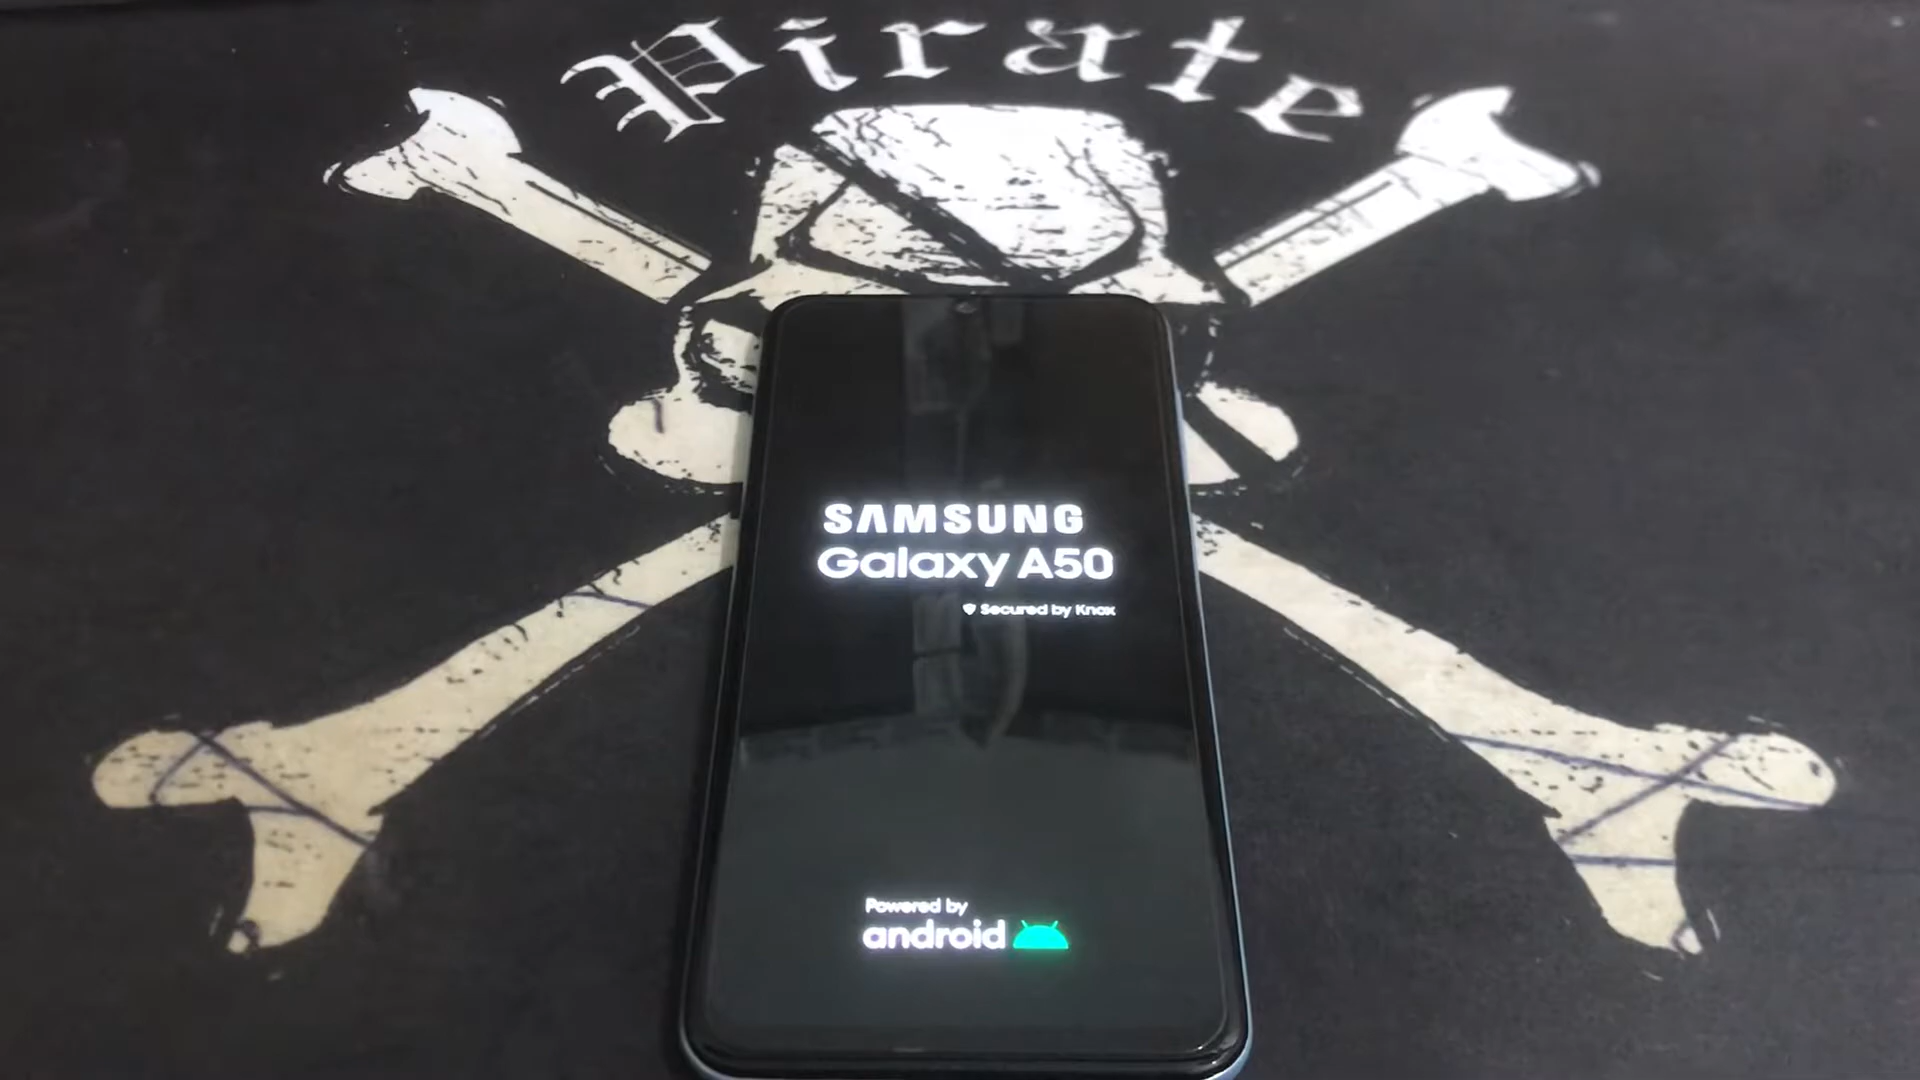 Pirate
SAMSUNG
Galaxy A50
Secured by Knox
Powered by
android